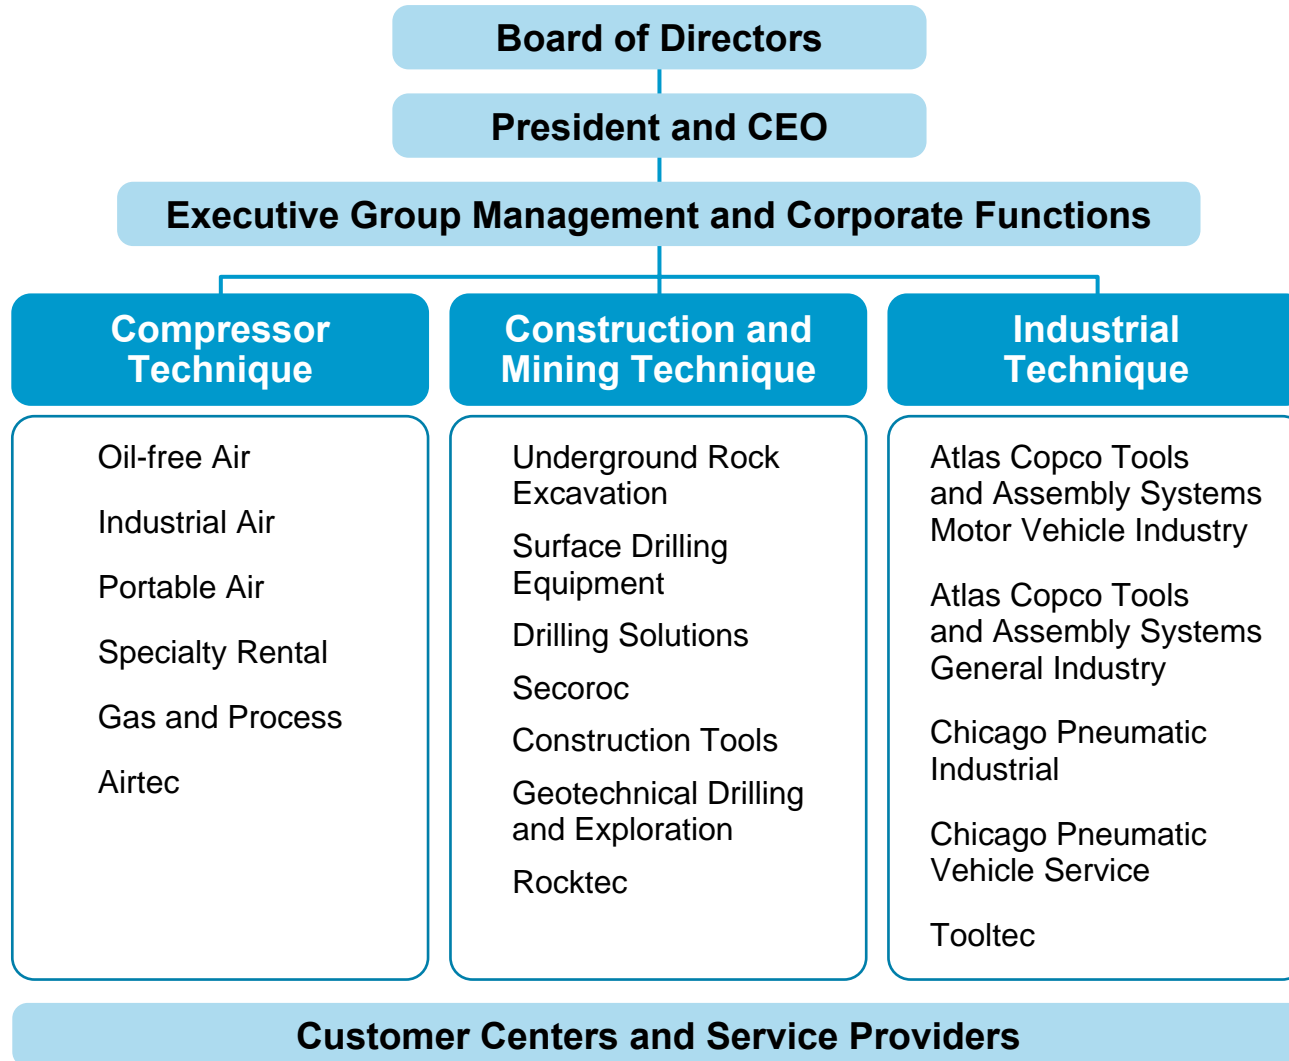 Board of Directors
President and CEO
Executive Group Management and Corporate Functions
Compressor
Technique
Construction and
Mining Technique
Industrial
Technique
Oil-free Air
Industrial Air
Portable Air
Specialty Rental
Gas and Process
Airtec
Underground Rock
Excavation
Surface Drilling
Equipment
Drilling Solutions
Secoroc
Construction Tools
Geotechnical Drilling
and Exploration
Rocktec
Atlas Copco Tools
and Assembly Systems
Motor Vehicle Industry
Atlas Copco Tools
and Assembly Systems
General Industry
Chicago Pneumatic
Industrial
Chicago Pneumatic
Vehicle Service
Tooltec
Customer Centers and Service Providers